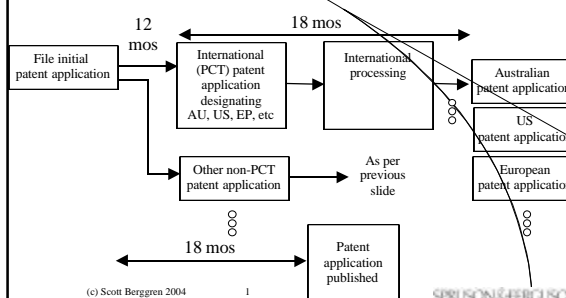 12
mos
18 mos
File initial
patent application
International
(PCT) patent
application
designating
AU, US, EP, etc
International
processing
Australian
patent application
US
patent application
European
patent application
Other non-PCT
patent application
As per
previous
slide
18 mos
Patent
application
published
(c) Scott Berggren 2004
1
SPRUSON & FERGUSON